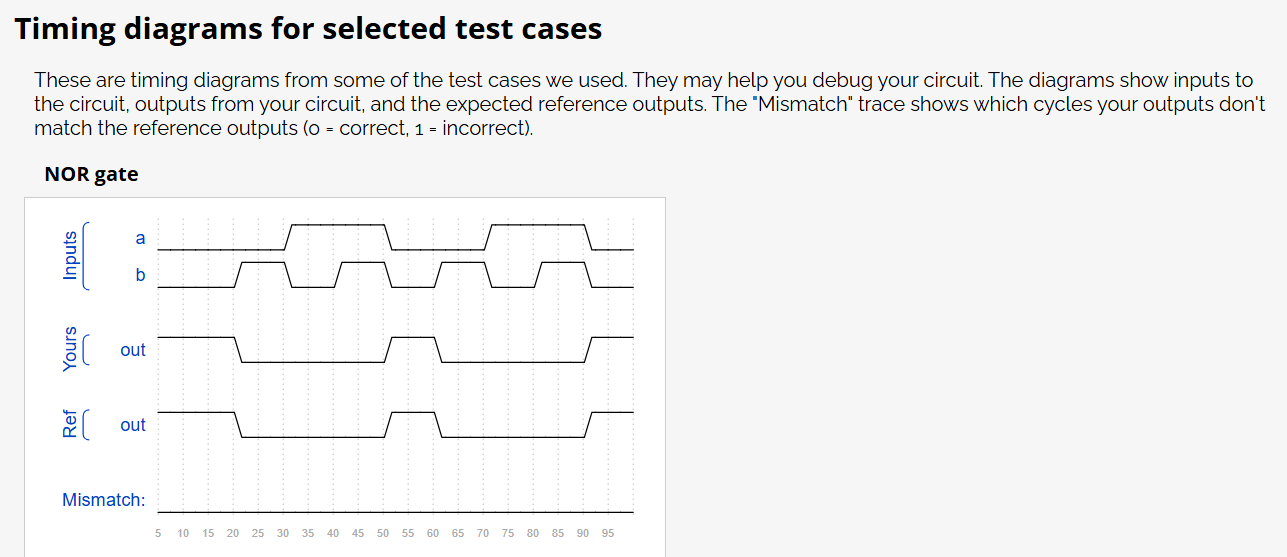 Timing diagrams for selected test cases
These are timing diagrams from some of the test cases we used. They may help you debug your circuit. The diagrams show inputs to
the circuit, outputs from your circuit, and the expected reference outputs. The "Mismatch" trace shows which cycles your outputs don't
match the reference outputs (0 = correct, 1 = incorrect).
NOR gate
Inputs
a
b
Yours
out
Ref
out
Mismatch:
5 10 15 20 25 30 35 40 45 50 55 60 65 70 75 80 85 90 95